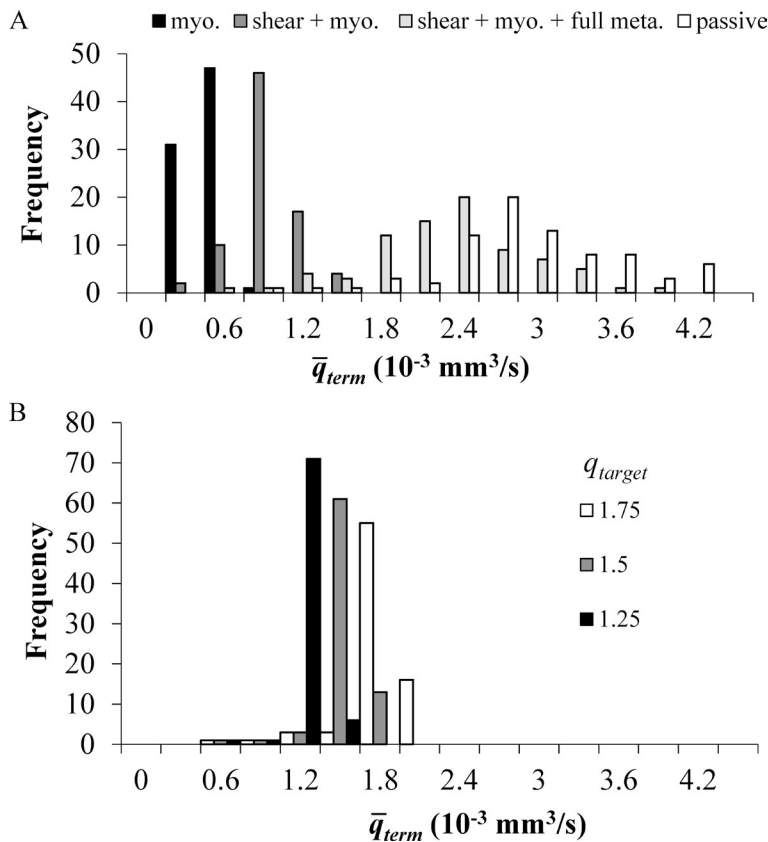 A
myo. shear + myo. shear + myo. + full meta. passive
50
40
30
20
10
0
Frequency
0 0.6 1.2 1.8 2.4 3 3.6 4.2
q̅term (10⁻³ mm³/s)
B
80
70
60
50
40
30
20
10
0
Frequency
qtarget
1.75
1.5
1.25
0 0.6 1.2 1.8 2.4 3 3.6 4.2
q̅term (10⁻³ mm³/s)